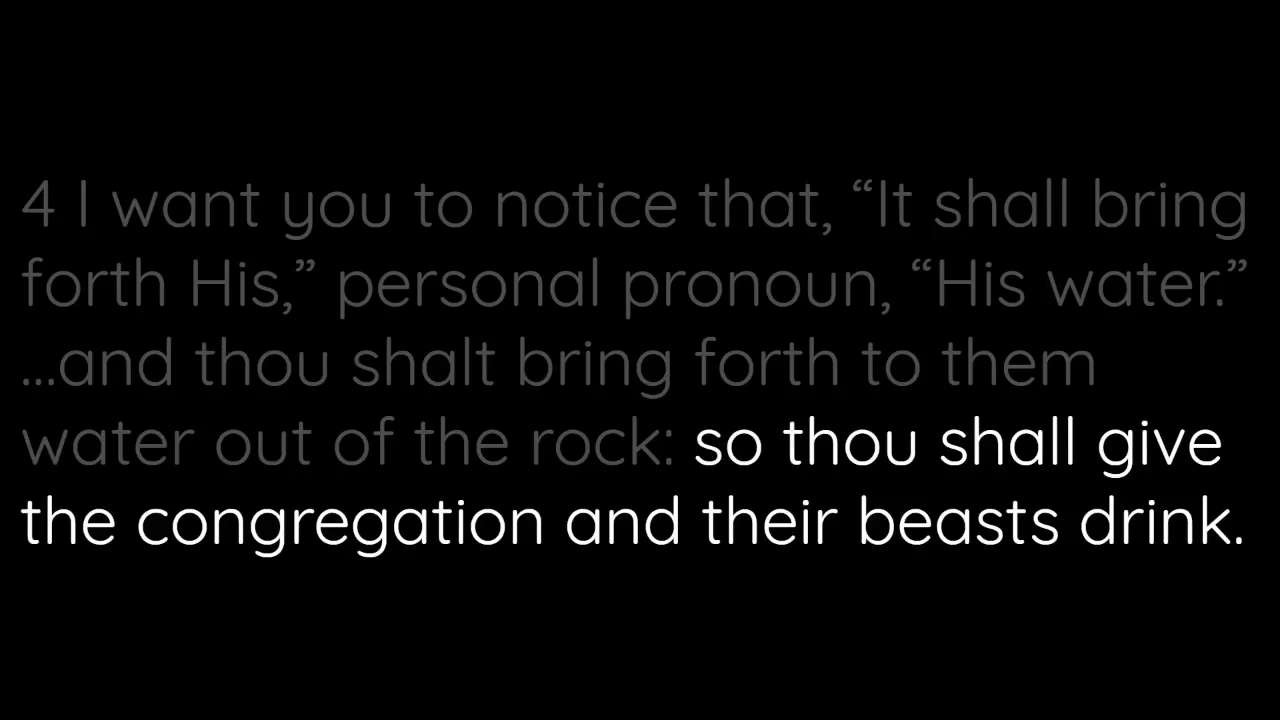 4 I want you to notice that, “It shall bring
forth His,” personal pronoun, “His water.”
...and thou shalt bring forth to them
water out of the rock: so thou shall give
the congregation and their beasts drink.